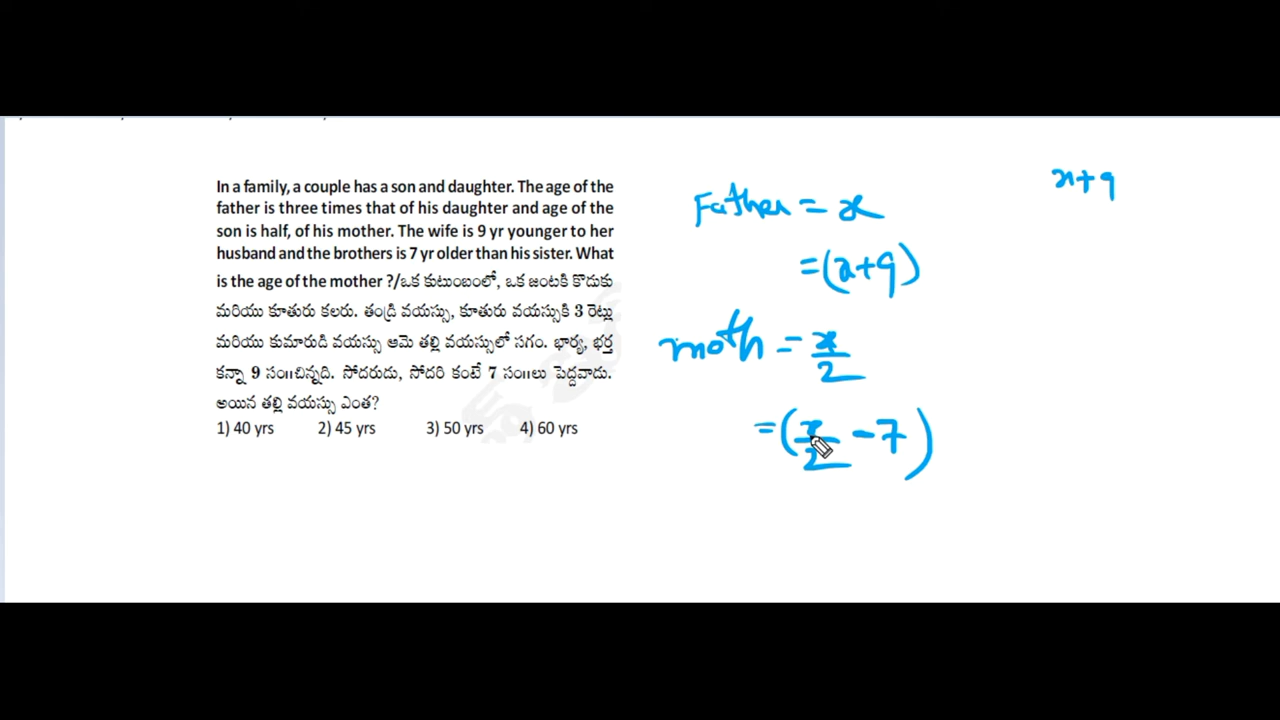 In a family, a couple has a son and daughter. The age of the
father is three times that of his daughter and age of the
son is half, of his mother. The wife is 9 yr younger to her
husband and the brothers is 7 yr older than his sister. What
is the age of the mother ?/ఒక కుటుంబంలో, ఒక జంటకి కొడుకు
మరియు కూతురు కలరు. తండ్రి వయస్సు, కూతురు వయస్సుకి 3 రెట్లు
మరియు కుమారుడి వయస్సు ఆమె తల్లి వయస్సులో సగం. భార్య, భర్త
కన్నా 9 సం॥చిన్నది. సోదరుడు, సోదరి కంటే 7 సం॥లు పెద్దవాడు.
అయిన తల్లి వయస్సు ఎంత?
1) 40 yrs 2) 45 yrs 3) 50 yrs 4) 60 yrs
x+9
Father = x
=(x+9)
moth = x/2
=(x/2 -7)